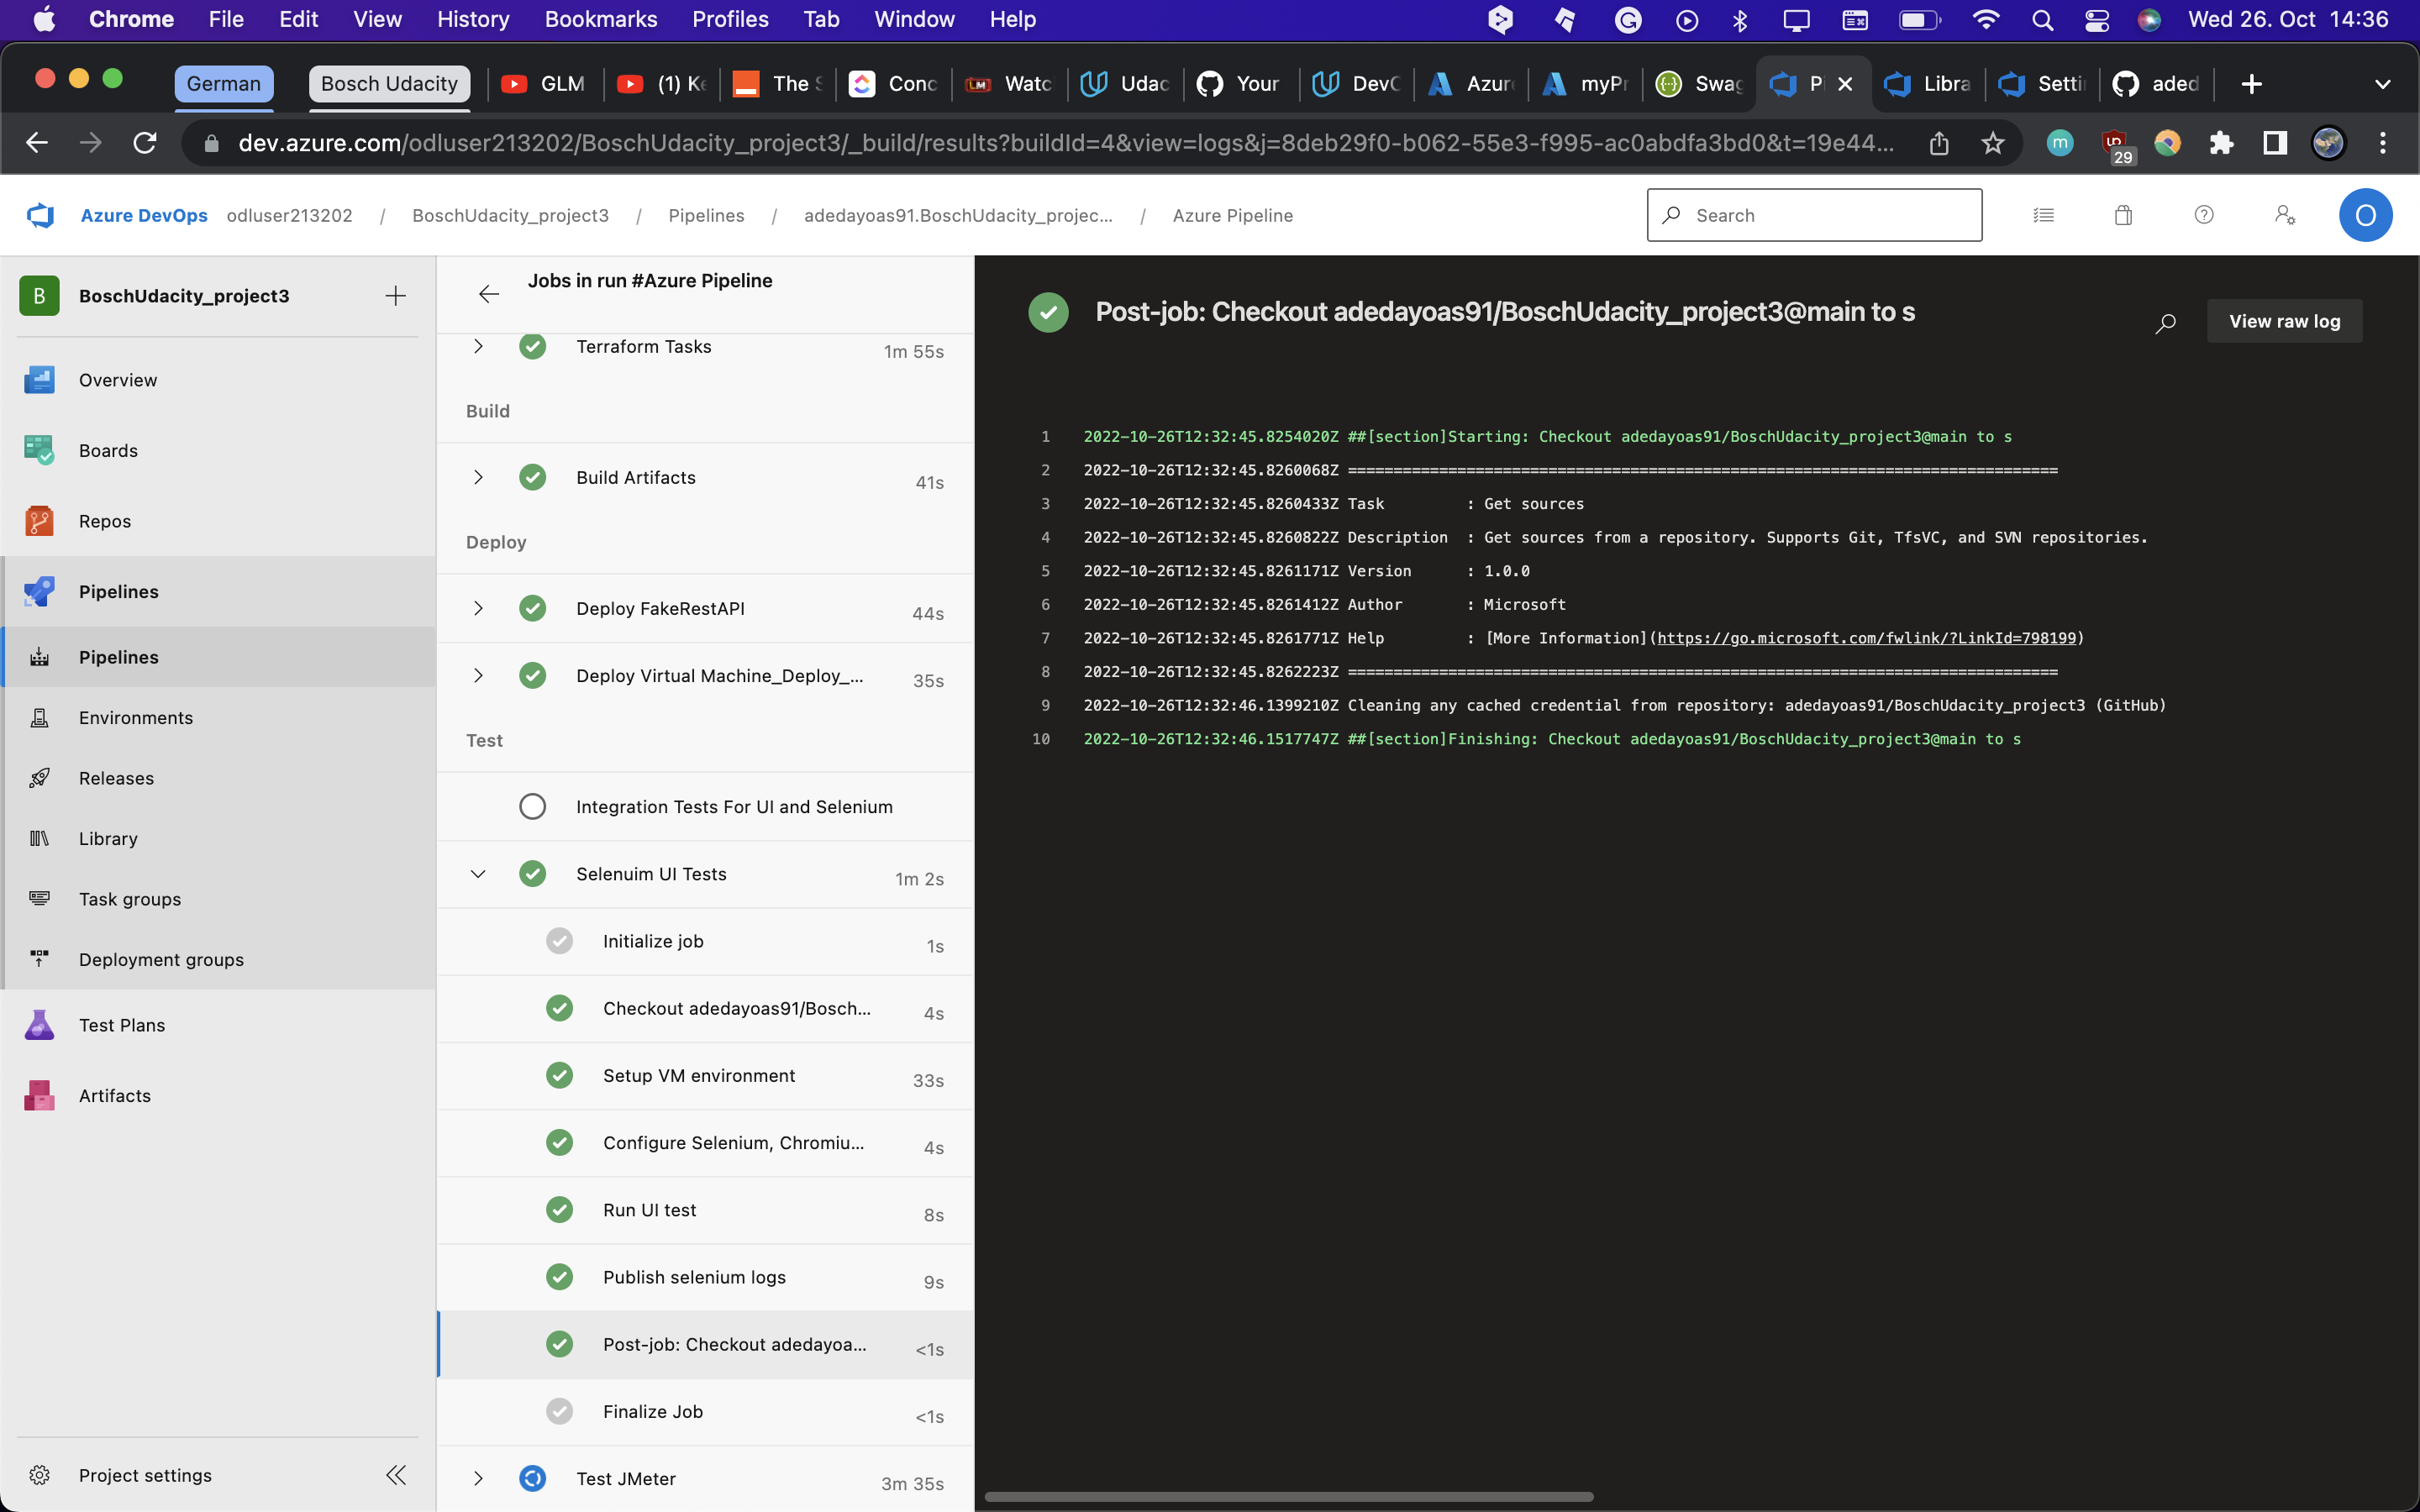 Chrome File Edit View History Bookmarks Profiles Tab Window Help Wed 26. Oct 14:36
German Bosch Udacity GLM (1) Ke The S Conc Watc Udac Your DevC Azur myPr Swag Pi Libra Setti aded
dev.azure.com/odluser213202/BoschUdacity_project3/_build/results?buildId=4&view=logs&j=8deb29f0-b062-55e3-f995-ac0abdfa3bd0&t=19e44... m 29
Azure DevOps odluser213202 / BoschUdacity_project3 / Pipelines / adedayoas91.BoschUdacity_projec... / Azure Pipeline Search O
B BoschUdacity_project3
Overview
Boards
Repos
Pipelines
Pipelines
Environments
Releases
Library
Task groups
Deployment groups
Test Plans
Artifacts
Project settings
Jobs in run #Azure Pipeline
Terraform Tasks 1m 55s
Build
Build Artifacts 41s
Deploy
Deploy FakeRestAPI 44s
Deploy Virtual Machine_Deploy_... 35s
Test
Integration Tests For UI and Selenium
Selenuim UI Tests 1m 2s
Initialize job 1s
Checkout adedayoas91/Bosch... 4s
Setup VM environment 33s
Configure Selenium, Chromiu... 4s
Run UI test 8s
Publish selenium logs 9s
Post-job: Checkout adedayoa... <1s
Finalize Job <1s
Test JMeter 3m 35s
Post-job: Checkout adedayoas91/BoschUdacity_project3@main to s
View raw log
1 2022-10-26T12:32:45.8254020Z ##[section]Starting: Checkout adedayoas91/BoschUdacity_project3@main to s
2 2022-10-26T12:32:45.8260068Z ==============================================================================
3 2022-10-26T12:32:45.8260433Z Task : Get sources
4 2022-10-26T12:32:45.8260822Z Description : Get sources from a repository. Supports Git, TfsVC, and SVN repositories.
5 2022-10-26T12:32:45.8261171Z Version : 1.0.0
6 2022-10-26T12:32:45.8261412Z Author : Microsoft
7 2022-10-26T12:32:45.8261771Z Help : [More Information](https://go.microsoft.com/fwlink/?LinkId=798199)
8 2022-10-26T12:32:45.8262223Z ==============================================================================
9 2022-10-26T12:32:46.1399210Z Cleaning any cached credential from repository: adedayoas91/BoschUdacity_project3 (GitHub)
10 2022-10-26T12:32:46.1517747Z ##[section]Finishing: Checkout adedayoas91/BoschUdacity_project3@main to s